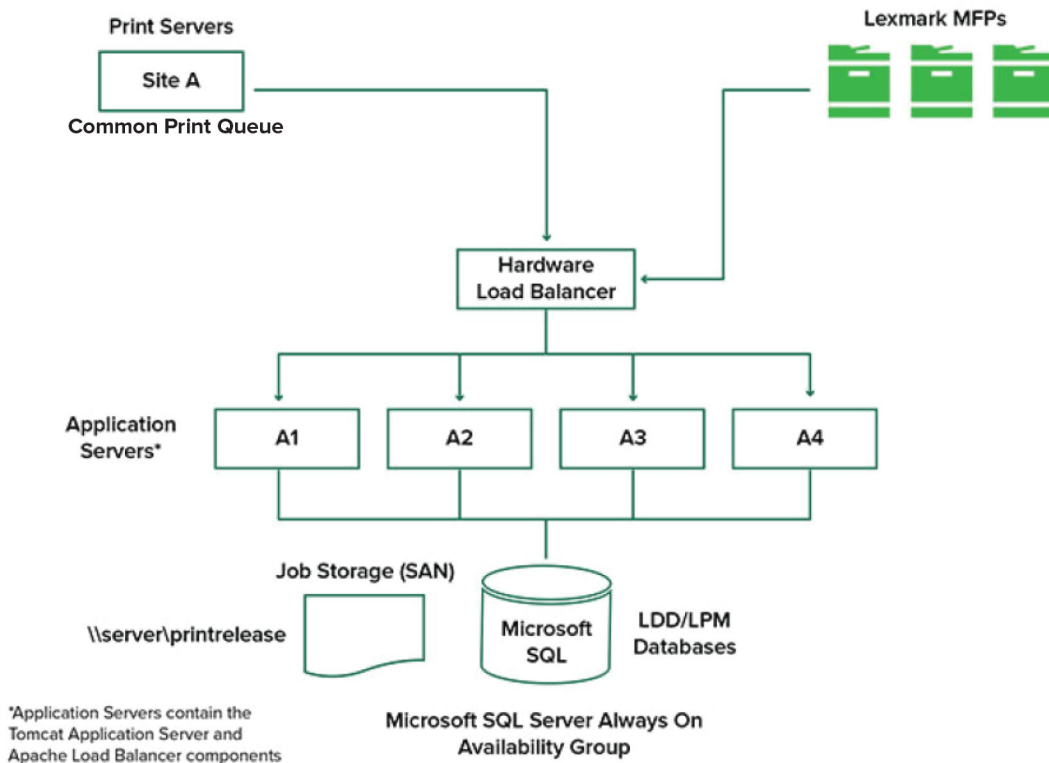 Print Servers
Lexmark MFPs
Site A
Common Print Queue
Hardware
Load Balancer
Application
Servers*
A1
A2
A3
A4
Job Storage (SAN)
\\server\printrelease
Microsoft
SQL
LDD/LPM
Databases
*Application Servers contain the
Tomcat Application Server and
Apache Load Balancer components
Microsoft SQL Server Always On
Availability Group